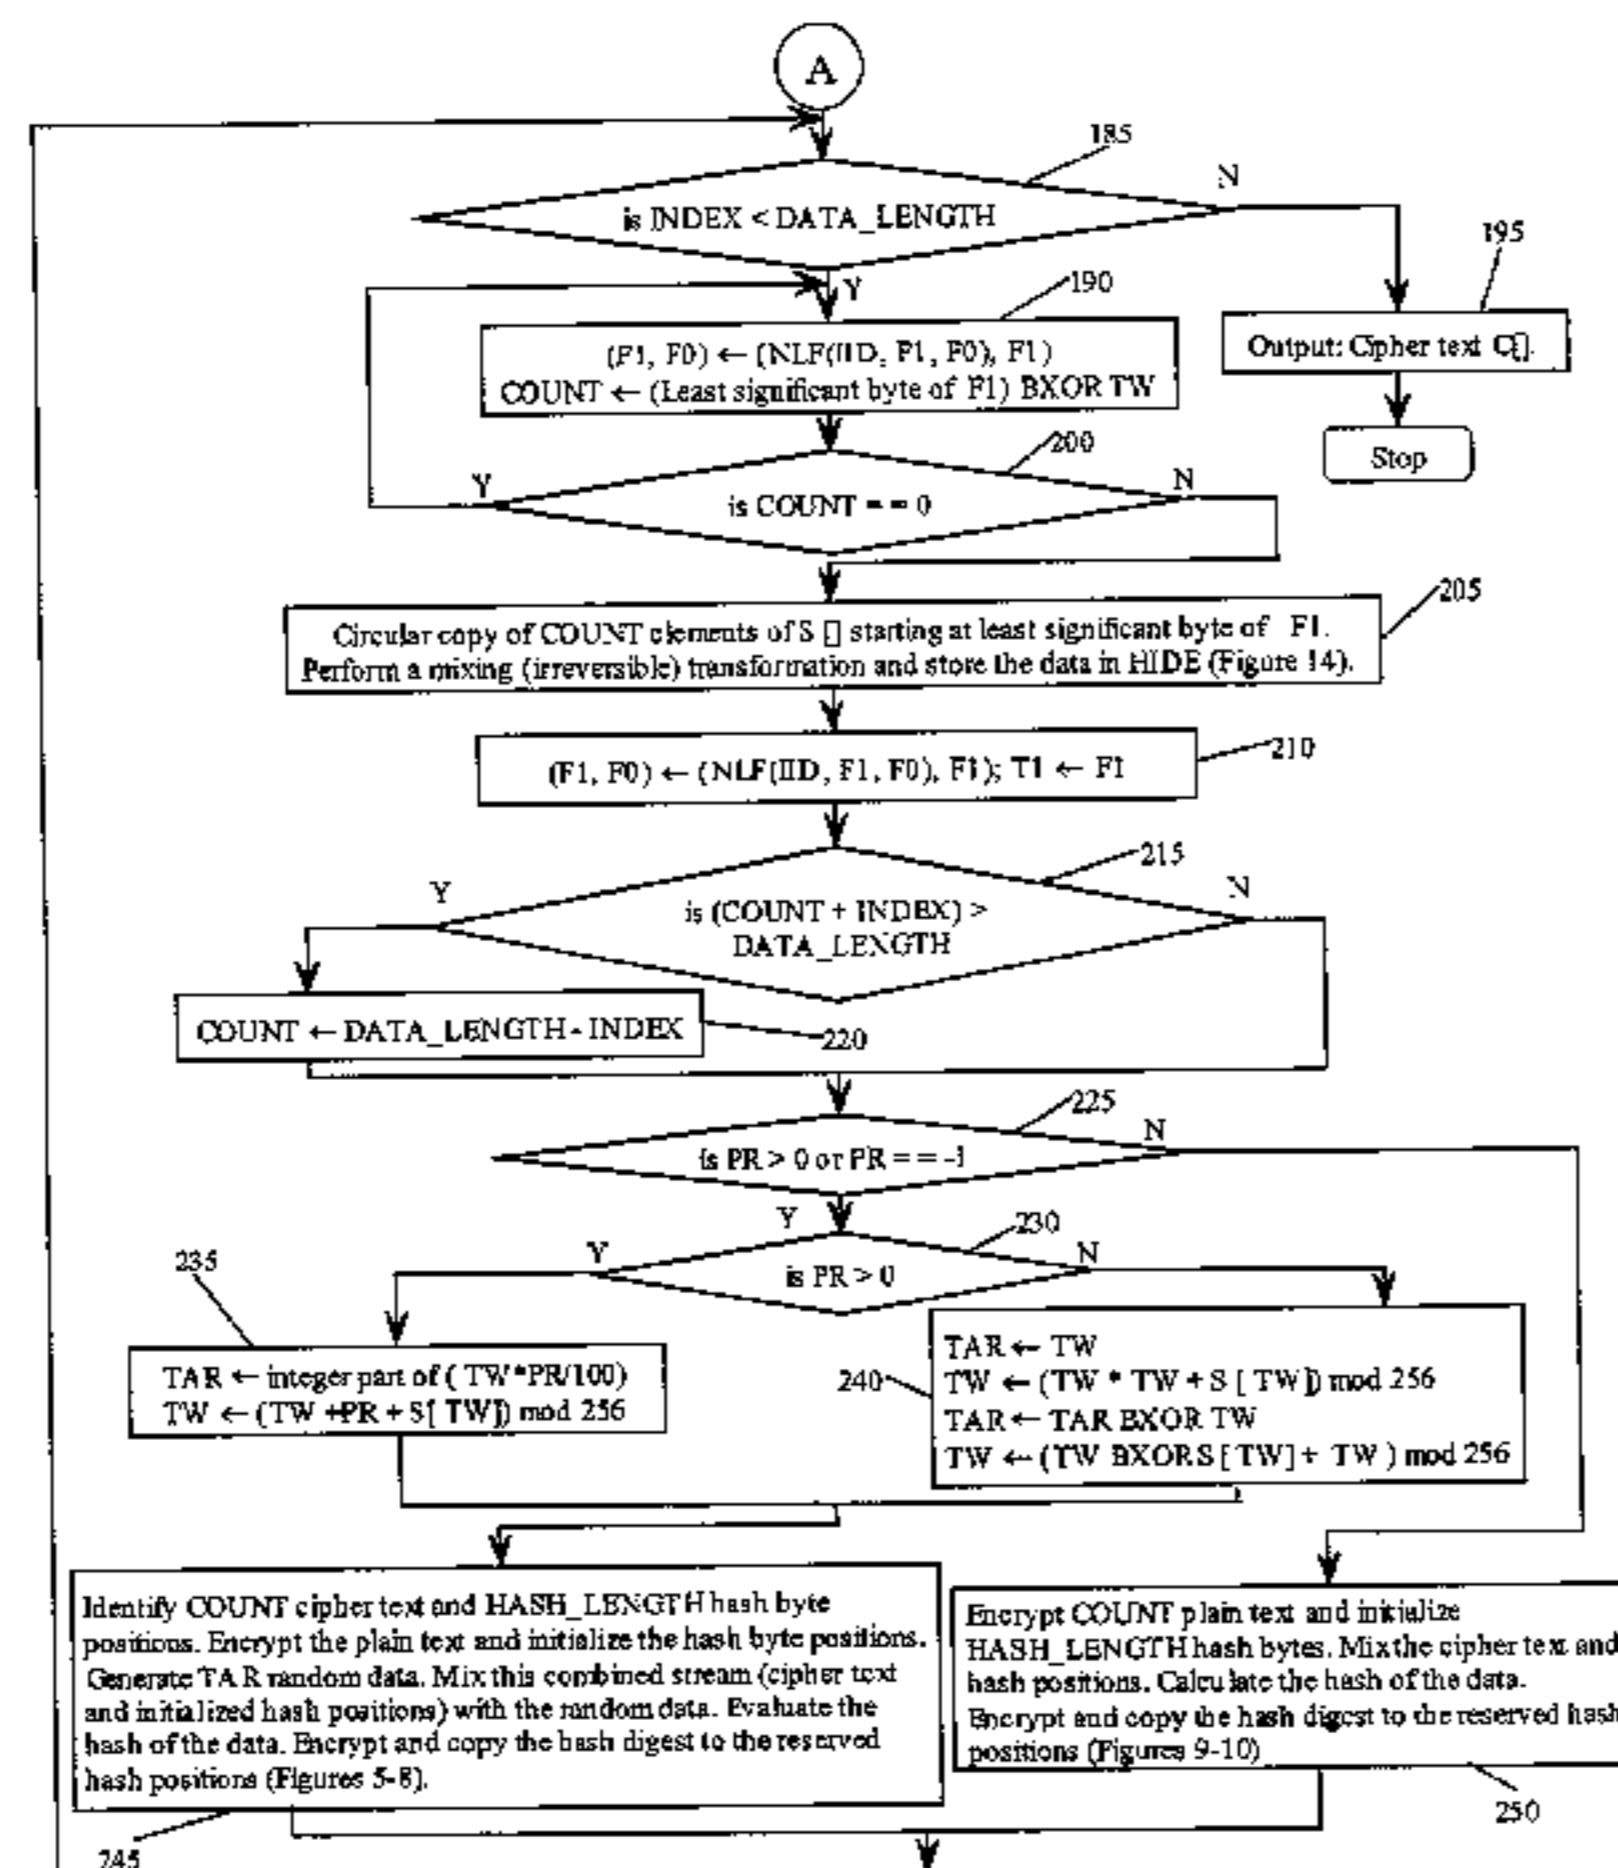 A
185
N
is INDEX < DATA_LENGTH
195
Y
190
(F1, F0) ← (NLF(IID, F1, F0), F1)
COUNT ← (Least significant byte of F1) BXOR TW
Output: Cipher text C[].
200
Stop
Y
N
is COUNT = = 0
205
Circular copy of COUNT elements of S [] starting at least significant byte of F1.
Perform a mixing (irreversible) transformation and store the data in HIDE (Figure 14).
210
(F1, F0) ← (NLF(IID, F1, F0), F1); T1 ← F1
215
Y
N
is (COUNT + INDEX) >
DATA_LENGTH
COUNT ← DATA_LENGTH - INDEX
220
225
N
is PR > 0 or PR = = -1
Y
230
235
Y
N
is PR > 0
TAR ← integer part of ( TW*PR/100)
TW ← (TW +PR + S[ TW]) mod 256
240
TAR ← TW
TW ← (TW * TW + S [ TW]) mod 256
TAR ← TAR BXOR TW
TW ← (TW BXOR S [ TW] + TW ) mod 256
Identify COUNT cipher text and HASH_LENGTH hash byte
positions. Encrypt the plain text and initialize the hash byte positions.
Generate TAR random data. Mix this combined stream (cipher text
and initialized hash positions) with the random data. Evaluate the
hash of the data. Encrypt and copy the hash digest to the reserved
hash positions (Figures 5-8).
Encrypt COUNT plain text and initialize
HASH_LENGTH hash bytes. Mix the cipher text and
hash positions. Calculate the hash of the data.
Encrypt and copy the hash digest to the reserved hash
positions (Figures 9-10)
250
245